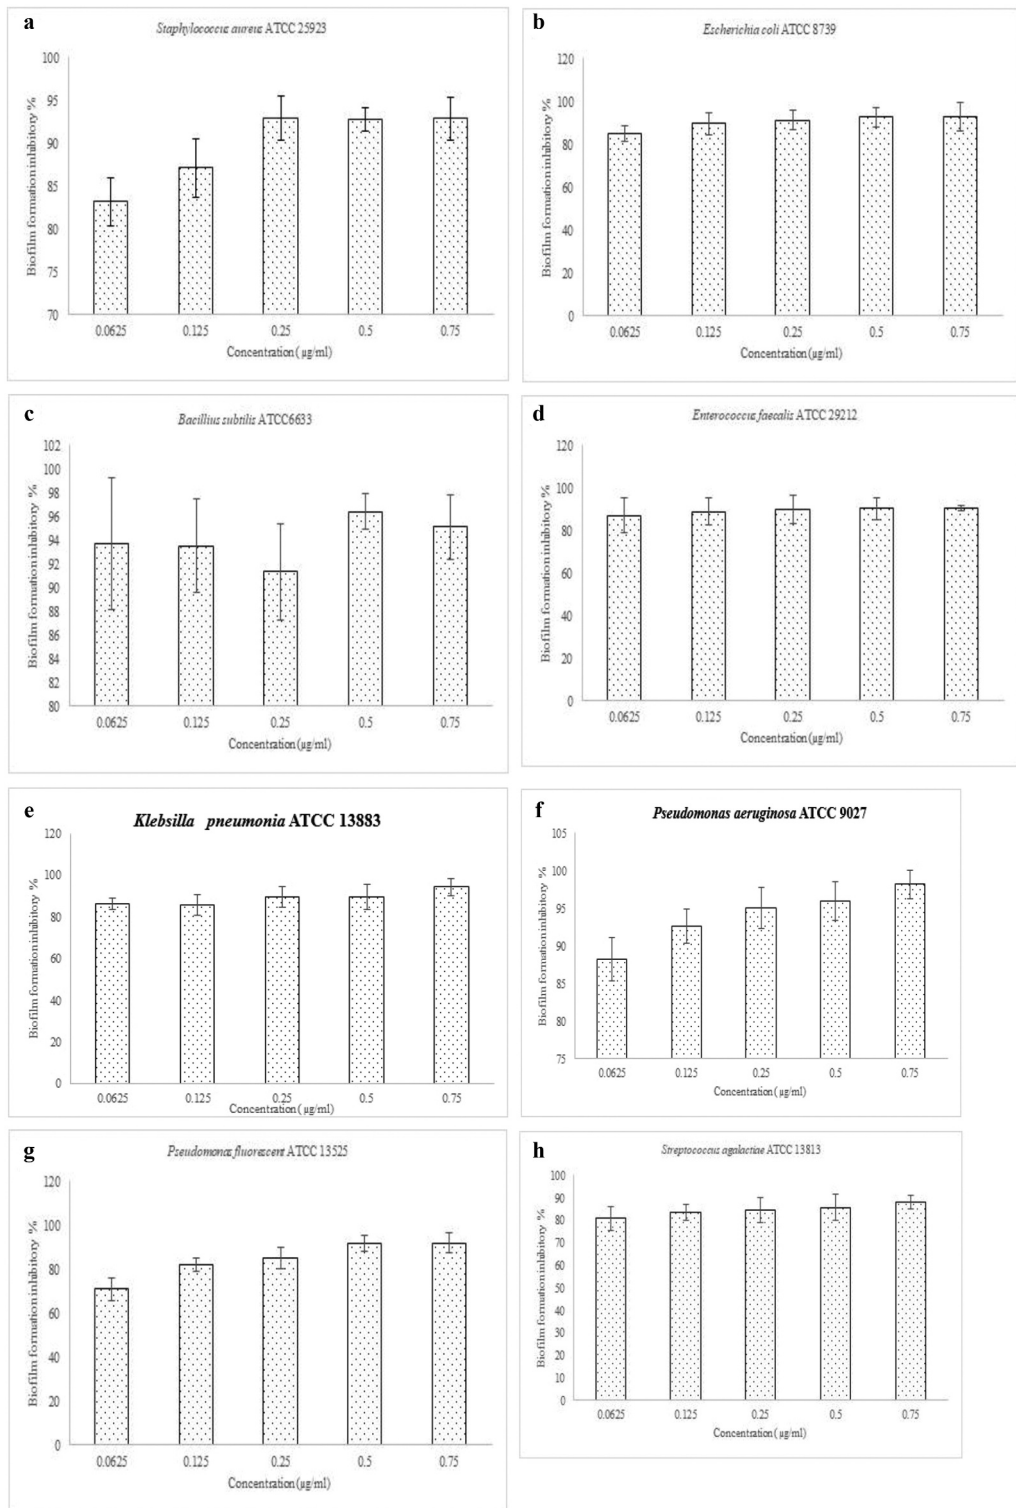 a
Staphylococcus aureus ATCC 25923
Biofilm formation inhibitory %
100
95
90
85
80
75
70
0.0625 0.125 0.25 0.5 0.75
Concentration ( µg/ml)
b
Escherichia coli ATCC 8739
Biofilm formation inhibitory %
120
100
80
60
40
20
0
0.0625 0.125 0.25 0.5 0.75
Concentration ( µg/ml)
c
Bacillius subtilis ATCC6633
Biofilm formation inhibitory %
102
100
98
96
94
92
90
88
86
84
82
80
0.0625 0.125 0.25 0.5 0.75
Concentration (µg/ml)
d
Enterococcus faecalis ATCC 29212
Biofilm formation inhibitory %
120
100
80
60
40
20
0
0.0625 0.125 0.25 0.5 0.75
Concentration (µg/ml)
e
Klebsilla pneumonia ATCC 13883
Biofilm formation inhibitory %
120
100
80
60
40
20
0
0.0625 0.125 0.25 0.5 0.75
Concentration ( µg/ml)
f
Pseudomonas aeruginosa ATCC 9027
Biofilm formation inhibitory %
105
100
95
90
85
80
75
0.0625 0.125 0.25 0.5 0.75
Concentration ( µg/ml)
g
Pseudomonas fluorescent ATCC 13525
Biofilm formation inhibitory %
120
100
80
60
40
20
0
0.0625 0.125 0.25 0.5 0.75
Concentration (µg/ml)
h
Streptococcus agalactiae ATCC 13813
Biofilm formation inhibitory %
100
90
80
70
60
50
40
30
20
10
0
0.0625 0.125 0.25 0.5 0.75
Concentration (µg/ml)